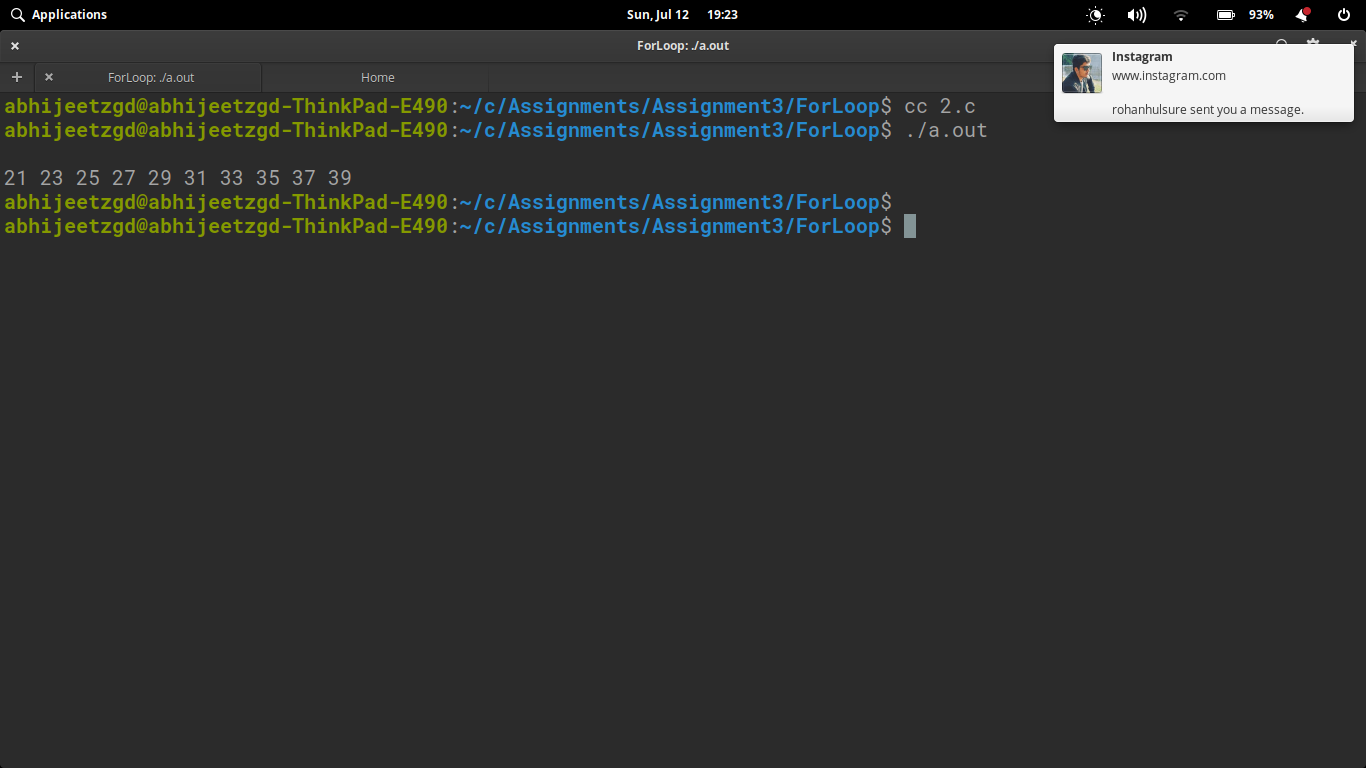 Applications
Sun, Jul 12 19:23
93%
ForLoop: ./a.out
ForLoop: ./a.out
Home
Instagram
www.instagram.com
rohanhulsure sent you a message.
abhijeetzgd@abhijeetzgd-ThinkPad-E490:~/c/Assignments/Assignment3/ForLoop$ cc 2.c
abhijeetzgd@abhijeetzgd-ThinkPad-E490:~/c/Assignments/Assignment3/ForLoop$ ./a.out
21 23 25 27 29 31 33 35 37 39
abhijeetzgd@abhijeetzgd-ThinkPad-E490:~/c/Assignments/Assignment3/ForLoop$
abhijeetzgd@abhijeetzgd-ThinkPad-E490:~/c/Assignments/Assignment3/ForLoop$